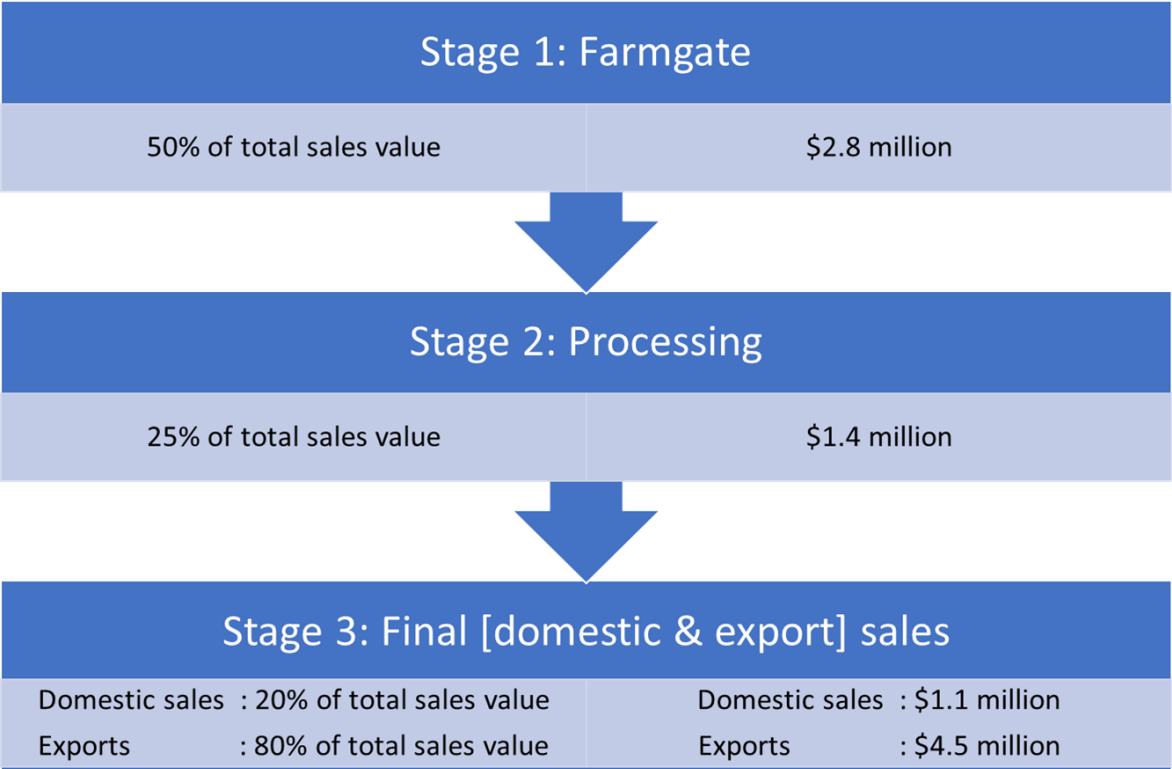 Stage 1: Farmgate
50% of total sales value $2.8 million
Stage 2: Processing
25% of total sales value $1.4 million
Stage 3: Final [domestic & export] sales
Domestic sales : 20% of total sales value Domestic sales : $1.1 million
Exports : 80% of total sales value Exports : $4.5 million